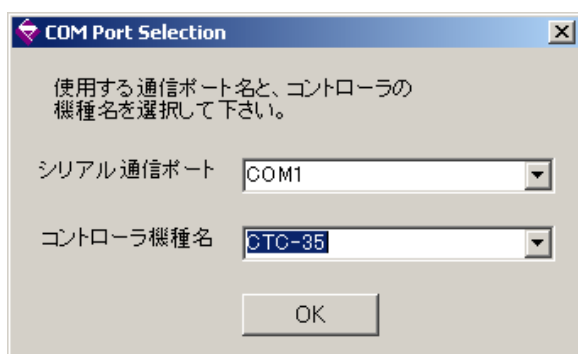 COM Port Selection
使用する通信ポート名と、コントローラの
機種名を選択して下さい。
シリアル通信ポート
COM1
コントローラ機種名
CTC-35
OK